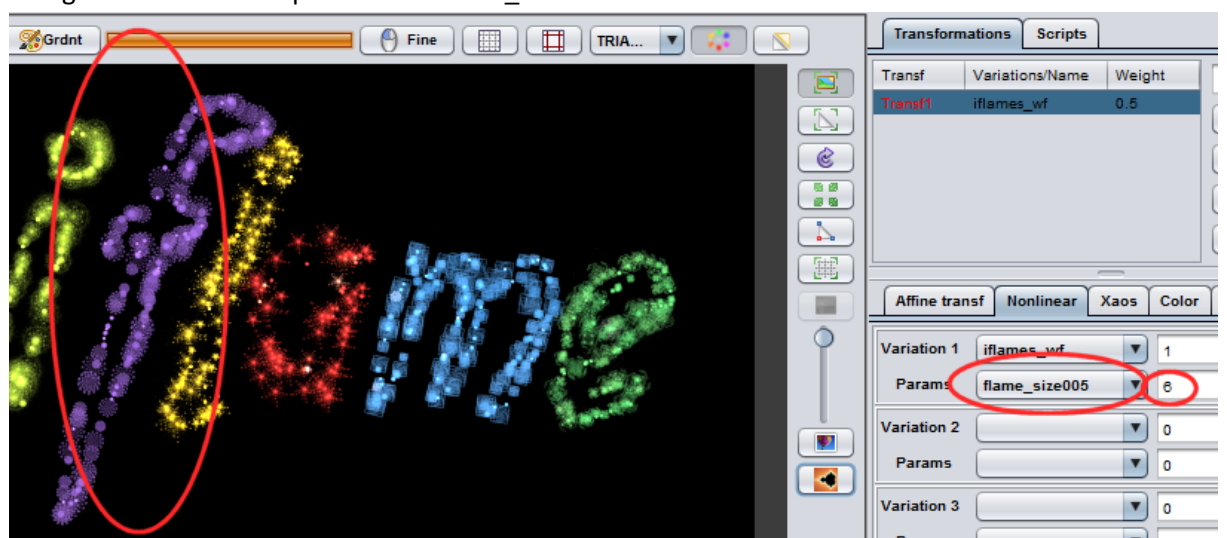 Grdnt Fine TRIA...
Transformations Scripts
Transf Variations/Name Weight
Transf1 iflames_wf 0.5
Affine transf Nonlinear Xaos Color
Variation 1 iflames_wf 1
Params flame_size005 6
Variation 2 0
Params 0
Variation 3 0
lume